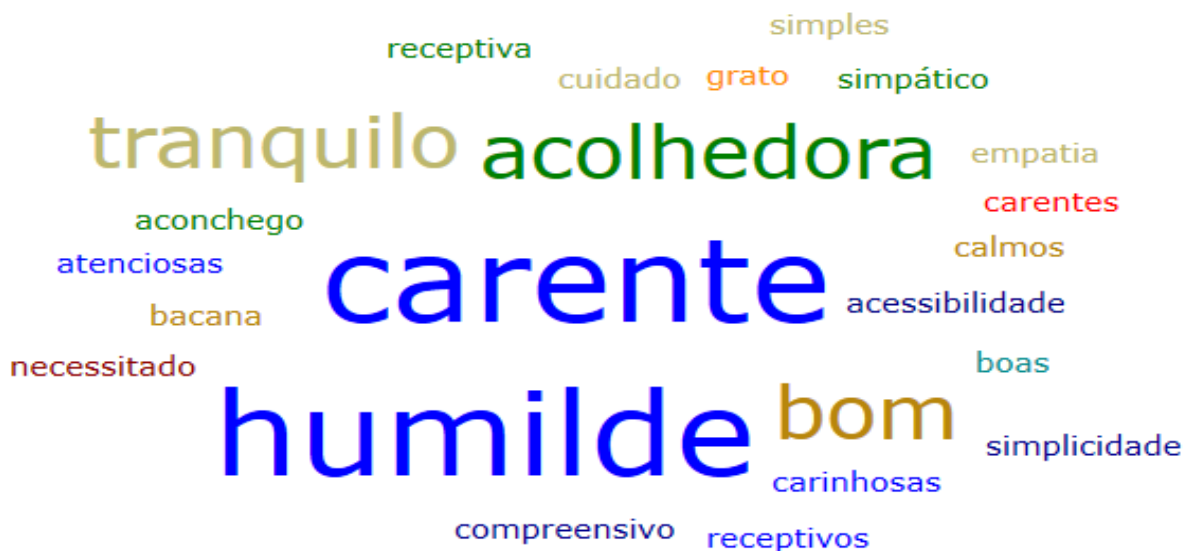 simples
receptiva
cuidado grato simpático
tranquilo acolhedora empatia
carentes
aconchego
calmos
atenciosas
carente
acessibilidade
bacana
necessitado
boas
humilde bom
simplicidade
carinhosas
compreensivo receptivos